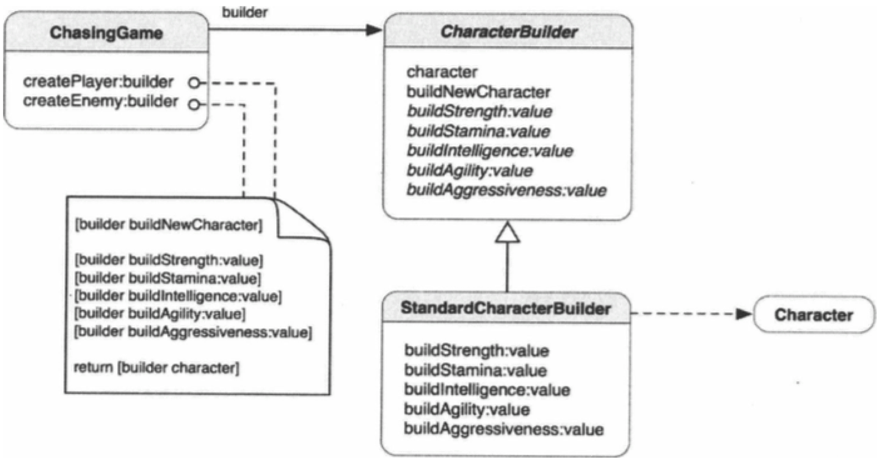 builder
ChasingGame
createPlayer:builder
createEnemy:builder
[builder buildNewCharacter]
[builder buildStrength:value]
[builder buildStamina:value]
[builder buildIntelligence:value]
[builder buildAgility:value]
[builder buildAggressiveness:value]
return [builder character]
CharacterBuilder
character
buildNewCharacter
buildStrength:value
buildStamina:value
buildIntelligence:value
buildAgility:value
buildAggressiveness:value
StandardCharacterBuilder
buildStrength:value
buildStamina:value
buildIntelligence:value
buildAgility:value
buildAggressiveness:value
Character